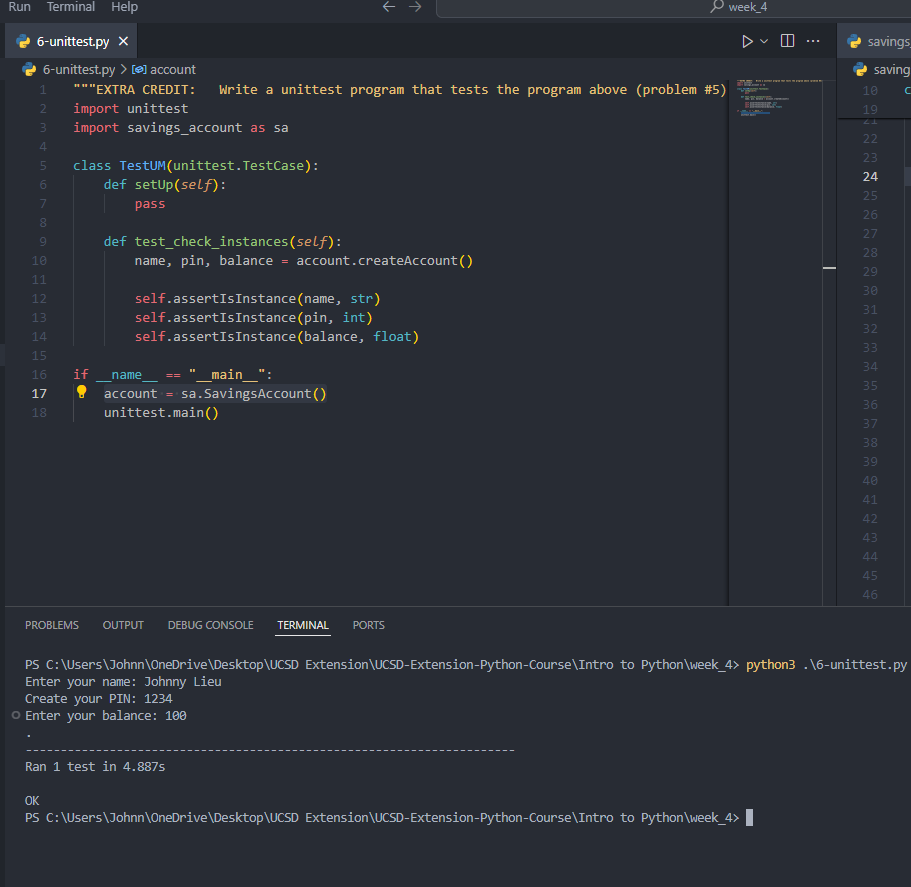 Run Terminal Help
week_4
6-unittest.py
savings_
6-unittest.py > account
saving
1 """EXTRA CREDIT:   Write a unittest program that tests the program above (problem #5)
2 import unittest
3 import savings_account as sa
4
5 class TestUM(unittest.TestCase):
6     def setUp(self):
7         pass
8
9     def test_check_instances(self):
10         name, pin, balance = account.createAccount()
11
12         self.assertIsInstance(name, str)
13         self.assertIsInstance(pin, int)
14         self.assertIsInstance(balance, float)
15
16 if __name__ == "__main__":
17     account = sa.SavingsAccount()
18     unittest.main()
10 c
19
21
22
23
24
25
26
27
28
29
30
31
32
33
34
35
36
37
38
39
40
41
42
43
44
45
46
PROBLEMS OUTPUT DEBUG CONSOLE TERMINAL PORTS
PS C:\Users\Johnn\OneDrive\Desktop\UCSD Extension\UCSD-Extension-Python-Course\Intro to Python\week_4> python3 .\6-unittest.py
Enter your name: Johnny Lieu
Create your PIN: 1234
Enter your balance: 100
.
----------------------------------------------------------------------
Ran 1 test in 4.887s
OK
PS C:\Users\Johnn\OneDrive\Desktop\UCSD Extension\UCSD-Extension-Python-Course\Intro to Python\week_4>